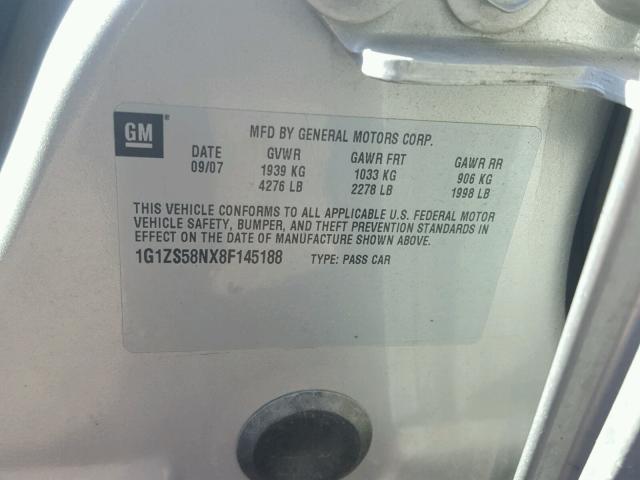 GM®
MFD BY GENERAL MOTORS CORP.
DATE GVWR GAWR FRT GAWR RR
09/07 1939 KG 1033 KG 906 KG
4276 LB 2278 LB 1998 LB
THIS VEHICLE CONFORMS TO ALL APPLICABLE U.S. FEDERAL MOTOR
VEHICLE SAFETY, BUMPER, AND THEFT PREVENTION STANDARDS IN
EFFECT ON THE DATE OF MANUFACTURE SHOWN ABOVE.
1G1ZS58NX8F145188 TYPE: PASS CAR